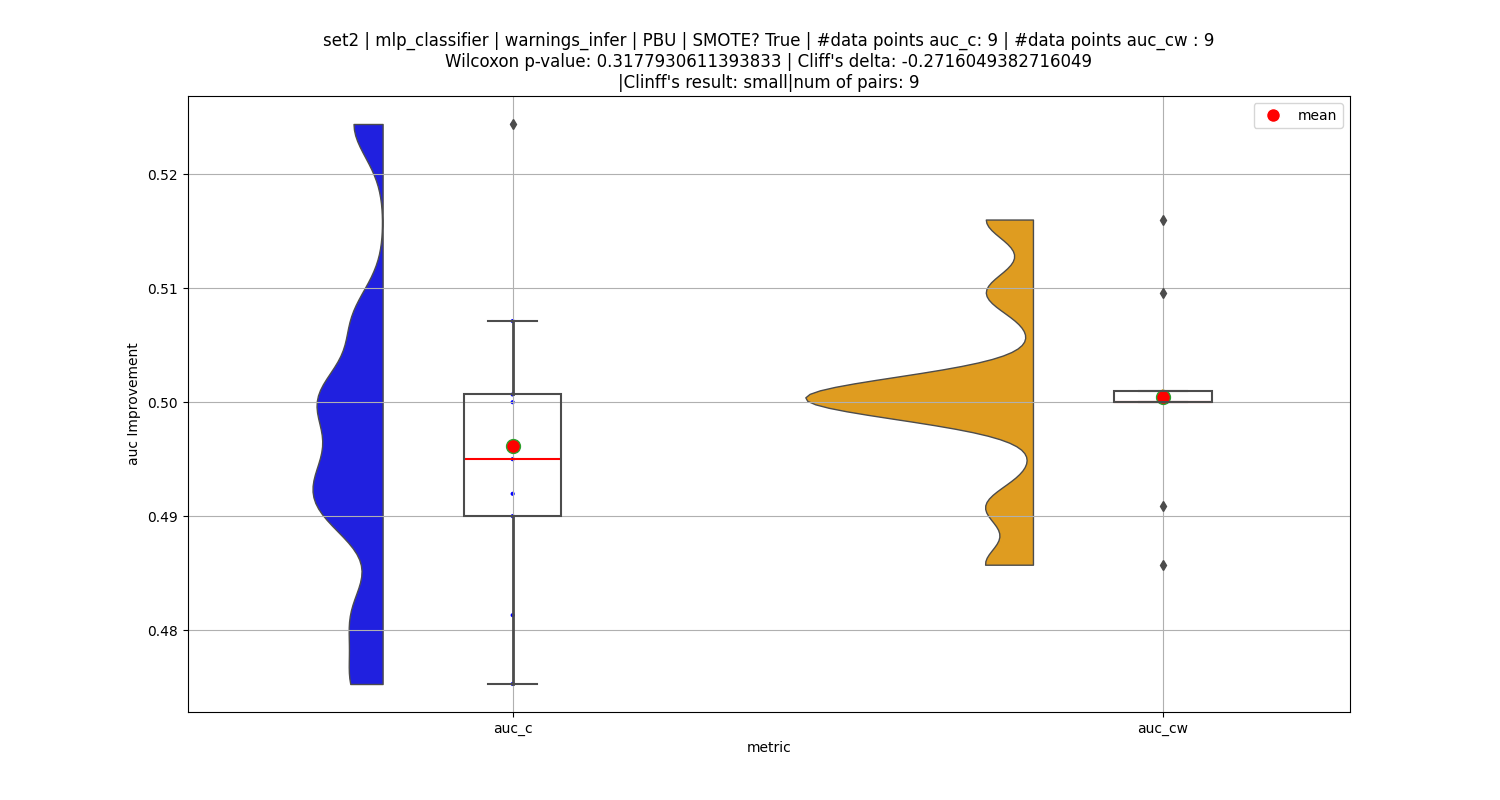 set2 | mlp_classifier | warnings_infer | PBU | SMOTE? True | #data points auc_c: 9 | #data points auc_cw : 9
Wilcoxon p-value: 0.3177930611393833 | Cliff's delta: -0.2716049382716049
|Clinff's result: small|num of pairs: 9
mean
0.52
0.51
0.50
0.49
0.48
auc Improvement
auc_c
auc_cw
metric